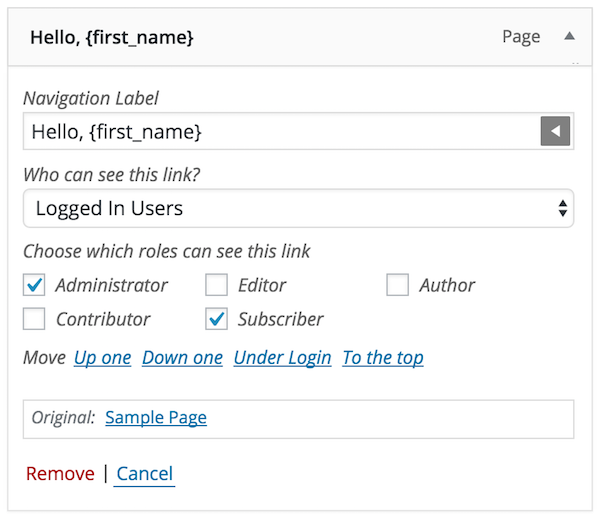 Hello, {first_name} Page
Navigation Label
Hello, {first_name}
Who can see this link?
Logged In Users
Choose which roles can see this link
Administrator Editor Author
Contributor Subscriber
Move Up one Down one Under Login To the top
Original: Sample Page
Remove | Cancel